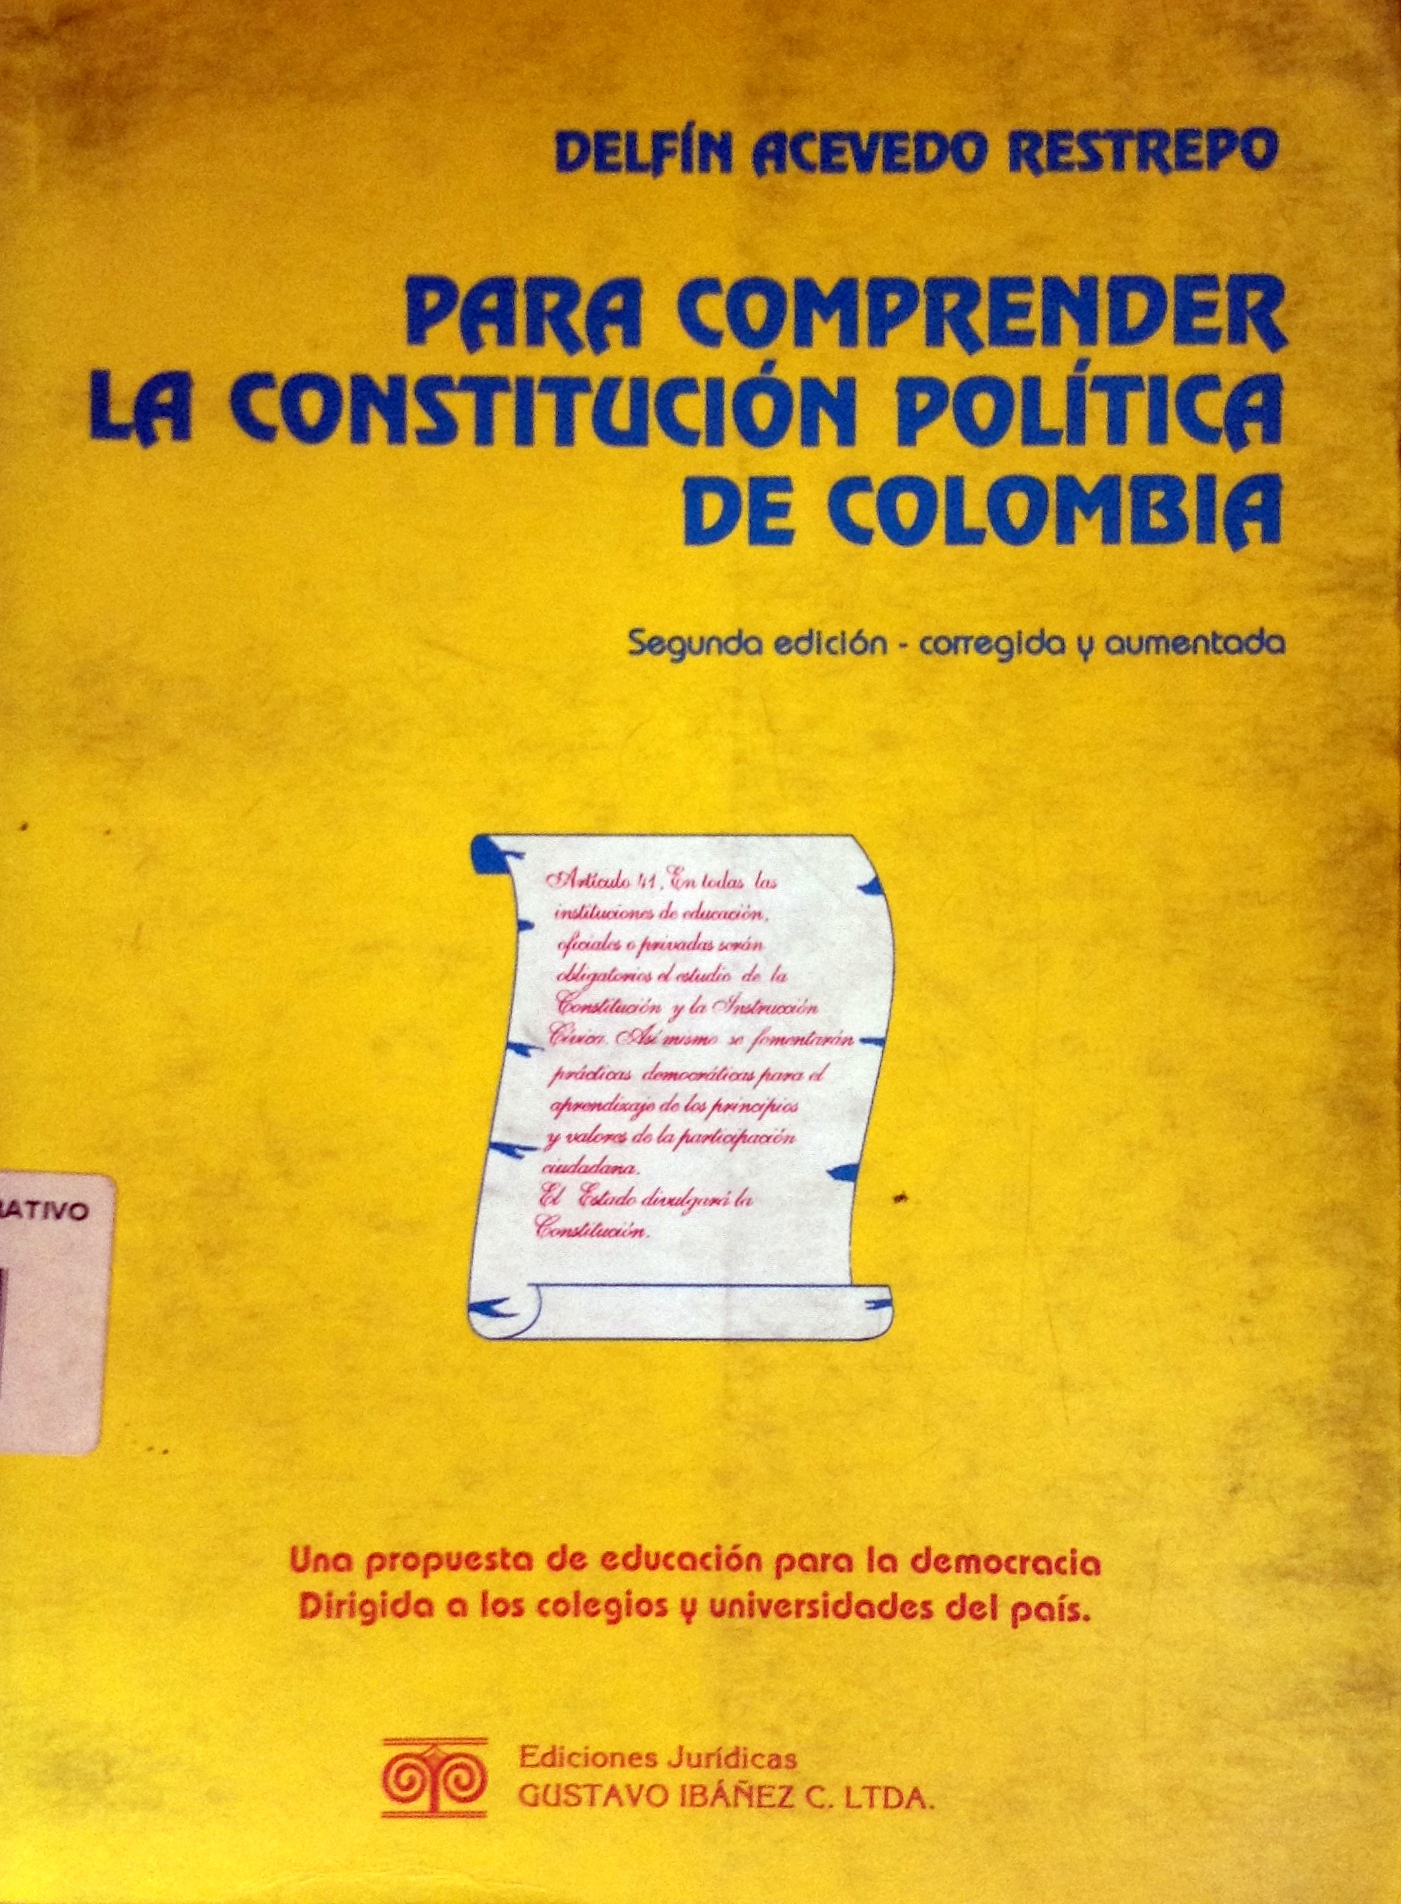 DELFÍN ACEVEDO RESTREPO
PARA COMPRENDER
LA CONSTITUCIÓN POLÍTICA
DE COLOMBIA
Segunda edición - corregida y aumentada
Artículo 41, En todas las
instituciones de educación,
oficiales o privadas serán
obligatorios el estudio de la
Constitución y la Instrucción
Cívica. Así mismo se fomentarán
prácticas democráticas para el
aprendizaje de los principios
y valores de la participación
ciudadana.
El Estado divulgará la
Constitución.
RATIVO
Una propuesta de educación para la democracia
Dirigida a los colegios y universidades del país.
Ediciones Jurídicas
GUSTAVO IBÁÑEZ C. LTDA.